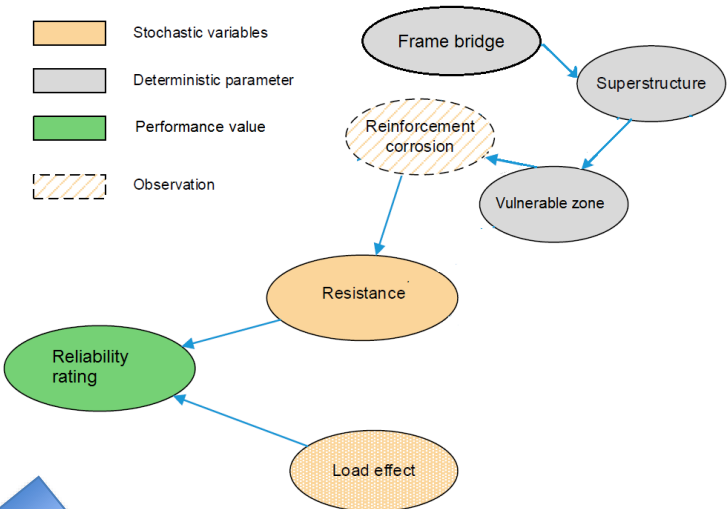 Stochastic variables
Deterministic parameter
Performance value
Observation
Frame bridge
Superstructure
Reinforcement
corrosion
Vulnerable zone
Resistance
Reliability
rating
Load effect